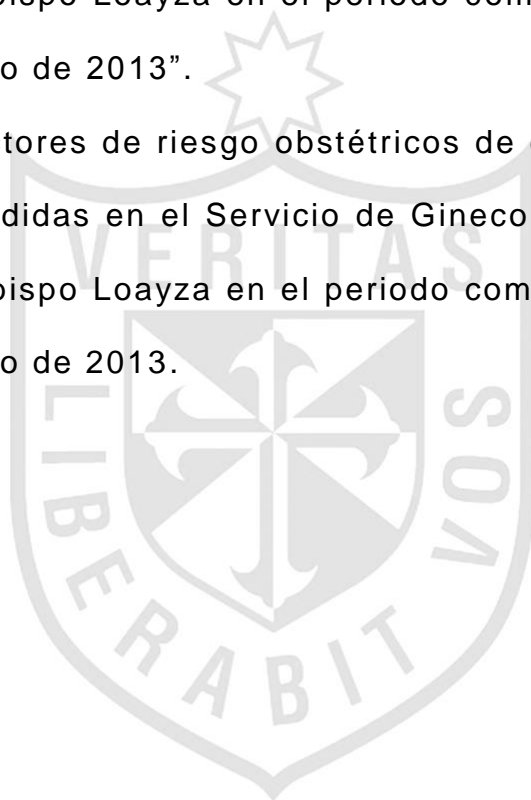 ispo Loayza en el periodo com
o de 2013”.
tores de riesgo obstétricos de
didas en el Servicio de Gineco
ispo Loayza en el periodo com
o de 2013.
VERITAS
LIBERABIT
VOS